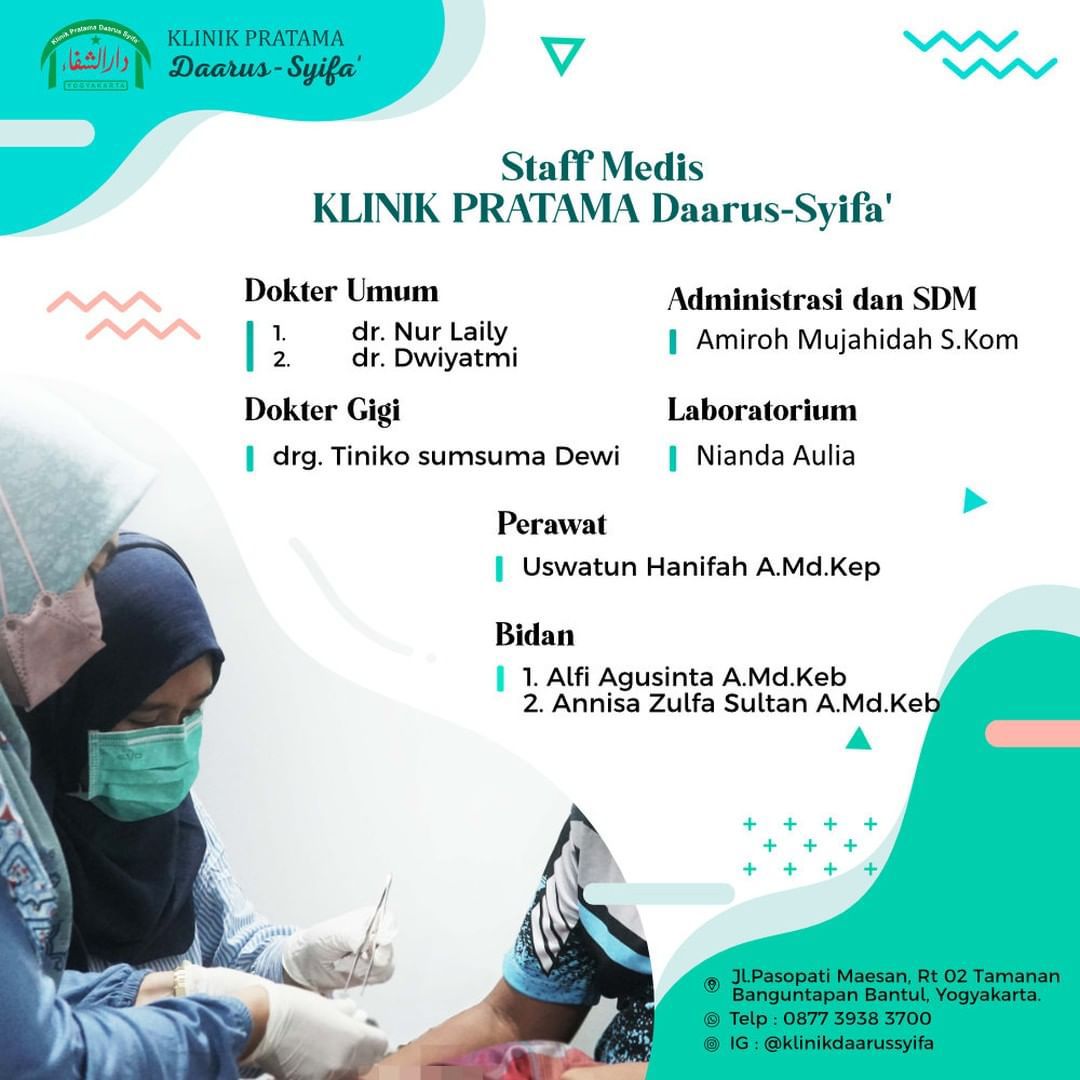 Klinik Pratama Daarus Syifa'
دار الشفاء
YOGYAKARTA
KLINIK PRATAMA
Daarus-Syifa'
Staff Medis
KLINIK PRATAMA Daarus-Syifa'
Dokter Umum
1. dr. Nur Laily
2. dr. Dwiyatmi
Administrasi dan SDM
Amiroh Mujahidah S.Kom
Dokter Gigi
drg. Tiniko sumsuma Dewi
Laboratorium
Nianda Aulia
Perawat
Uswatun Hanifah A.Md.Kep
Bidan
1. Alfi Agusinta A.Md.Keb
2. Annisa Zulfa Sultan A.Md.Keb
Jl.Pasopati Maesan, Rt 02 Tamanan
Banguntapan Bantul, Yogyakarta.
Telp : 0877 3938 3700
IG : @klinikdaarussyifa